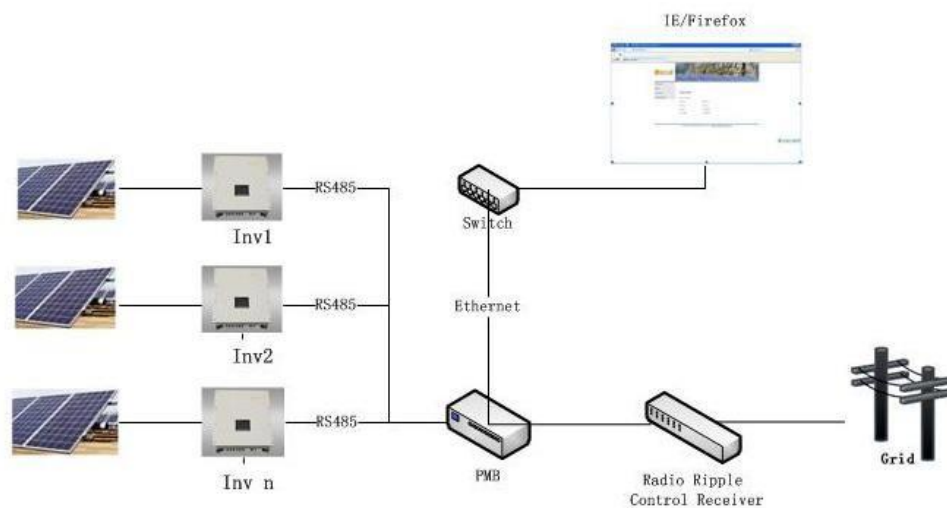 IE/Firefox
RS485
Inv1
Switch
RS485
Ethernet
Inv2
RS485
Inv n
PMB
Radio Ripple
Control Receiver
Grid